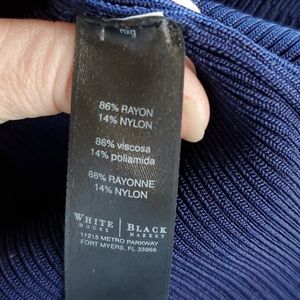 86% RAYON
14% NYLON
86% viscosa
14% poliamida
86% RAYONNE
14% NYLON
WHITE | BLACK
HOUSE | MARKET
11215 METRO PARKWAY
FORT MYERS, FL 33966